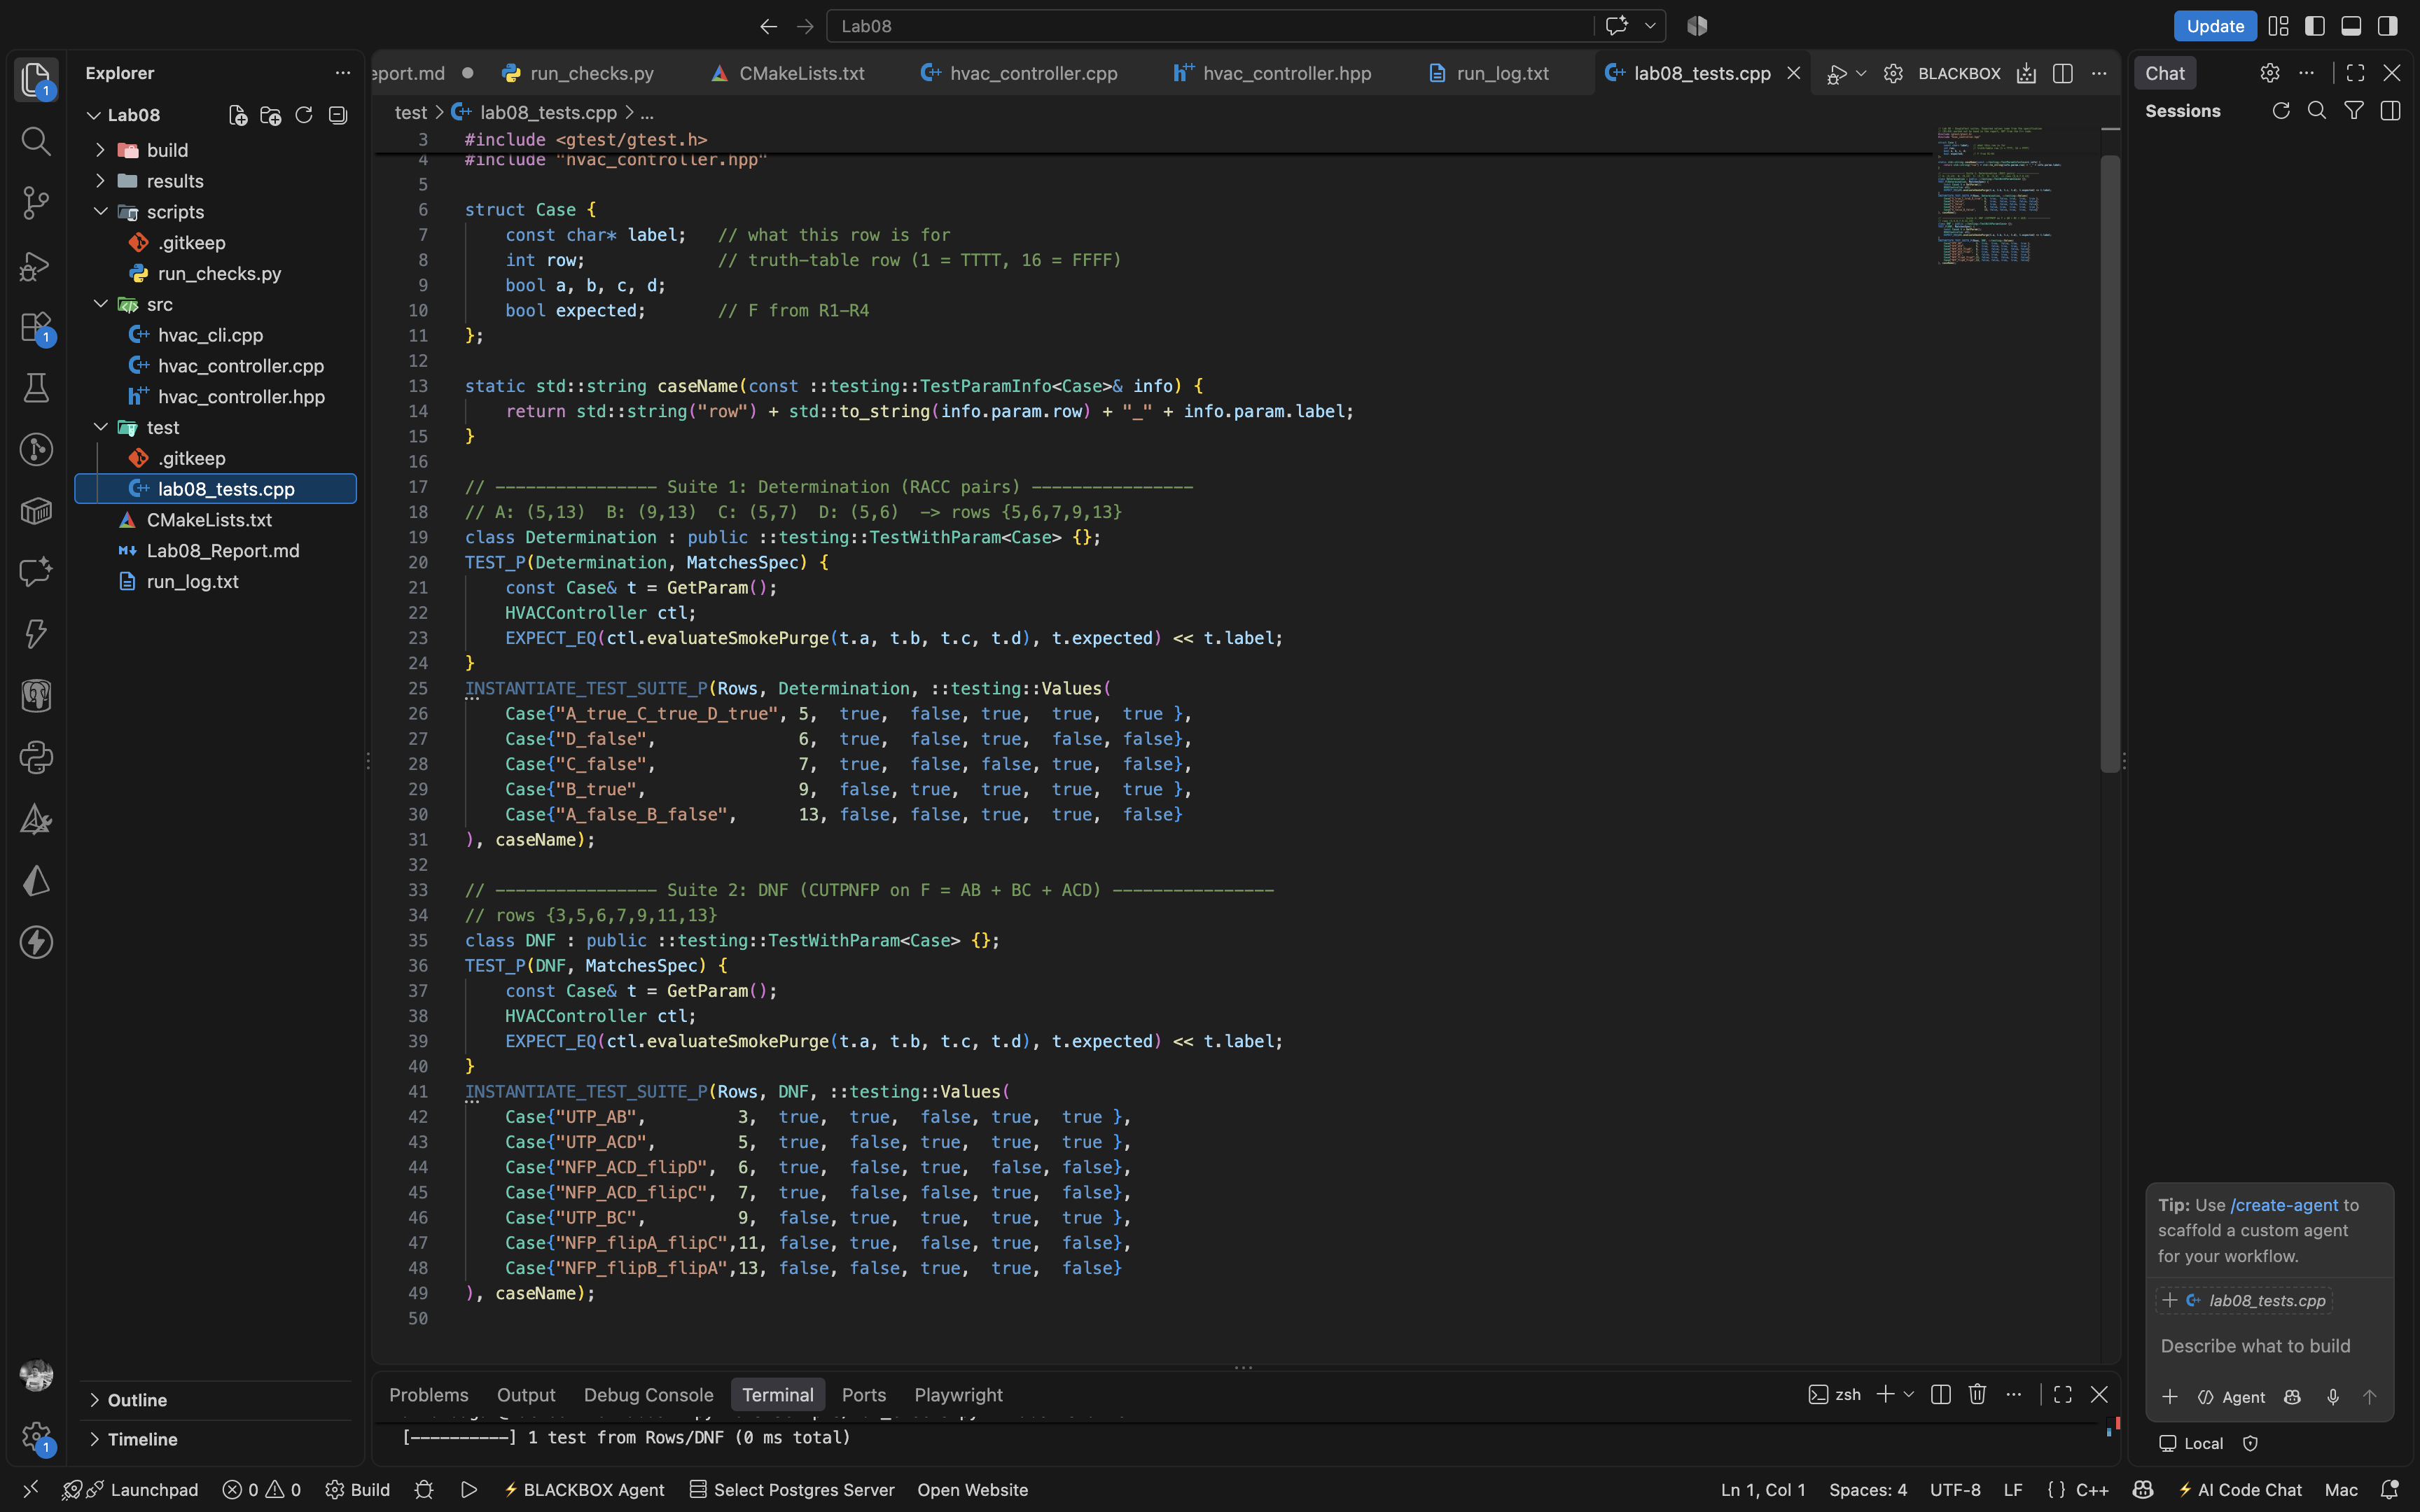 Lab08
Update
Explorer
Lab08
build
results
scripts
.gitkeep
run_checks.py
src
hvac_cli.cpp
hvac_controller.cpp
hvac_controller.hpp
test
.gitkeep
lab08_tests.cpp
CMakeLists.txt
Lab08_Report.md
run_log.txt
Outline
Timeline
1
1
1
eport.md
run_checks.py
CMakeLists.txt
hvac_controller.cpp
hvac_controller.hpp
run_log.txt
lab08_tests.cpp
BLACKBOX
test > lab08_tests.cpp > ...
3 #include <gtest/gtest.h>
4 #include "hvac_controller.hpp"
5
6 struct Case {
7 const char* label; // what this row is for
8 int row; // truth-table row (1 = TTTT, 16 = FFFF)
9 bool a, b, c, d;
10 bool expected; // F from R1–R4
11 };
12
13 static std::string caseName(const ::testing::TestParamInfo<Case>& info) {
14 return std::string("row") + std::to_string(info.param.row) + "_" + info.param.label;
15 }
16
17 // ---------------- Suite 1: Determination (RACC pairs) ----------------
18 // A: (5,13) B: (9,13) C: (5,7) D: (5,6) -> rows {5,6,7,9,13}
19 class Determination : public ::testing::TestWithParam<Case> {};
20 TEST_P(Determination, MatchesSpec) {
21 const Case& t = GetParam();
22 HVACController ctl;
23 EXPECT_EQ(ctl.evaluateSmokePurge(t.a, t.b, t.c, t.d), t.expected) << t.label;
24 }
25 INSTANTIATE_TEST_SUITE_P(Rows, Determination, ::testing::Values(
26 Case{"A_true_C_true_D_true", 5, true, false, true, true, true },
27 Case{"D_false", 6, true, false, true, false, false},
28 Case{"C_false", 7, true, false, false, true, false},
29 Case{"B_true", 9, false, true, true, true, true },
30 Case{"A_false_B_false", 13, false, false, true, true, false}
31 ), caseName);
32
33 // ---------------- Suite 2: DNF (CUTPNFP on F = AB + BC + ACD) ----------------
34 // rows {3,5,6,7,9,11,13}
35 class DNF : public ::testing::TestWithParam<Case> {};
36 TEST_P(DNF, MatchesSpec) {
37 const Case& t = GetParam();
38 HVACController ctl;
39 EXPECT_EQ(ctl.evaluateSmokePurge(t.a, t.b, t.c, t.d), t.expected) << t.label;
40 }
41 INSTANTIATE_TEST_SUITE_P(Rows, DNF, ::testing::Values(
42 Case{"UTP_AB", 3, true, true, false, true, true },
43 Case{"UTP_ACD", 5, true, false, true, true, true },
44 Case{"NFP_ACD_flipD", 6, true, false, true, false, false},
45 Case{"NFP_ACD_flipC", 7, true, false, false, true, false},
46 Case{"UTP_BC", 9, false, true, true, true, true },
47 Case{"NFP_flipA_flipC",11, false, true, false, true, false},
48 Case{"NFP_flipB_flipA",13, false, false, true, true, false}
49 ), caseName);
50
Problems Output Debug Console Terminal Ports Playwright
zsh
[----------] 1 test from Rows/DNF (0 ms total)
Chat
Sessions
Tip: Use /create-agent to
scaffold a custom agent
for your workflow.
lab08_tests.cpp
Describe what to build
Agent
Local
Launchpad 0 0 Build BLACKBOX Agent Select Postgres Server Open Website
Ln 1, Col 1 Spaces: 4 UTF-8 LF {} C++ AI Code Chat Mac